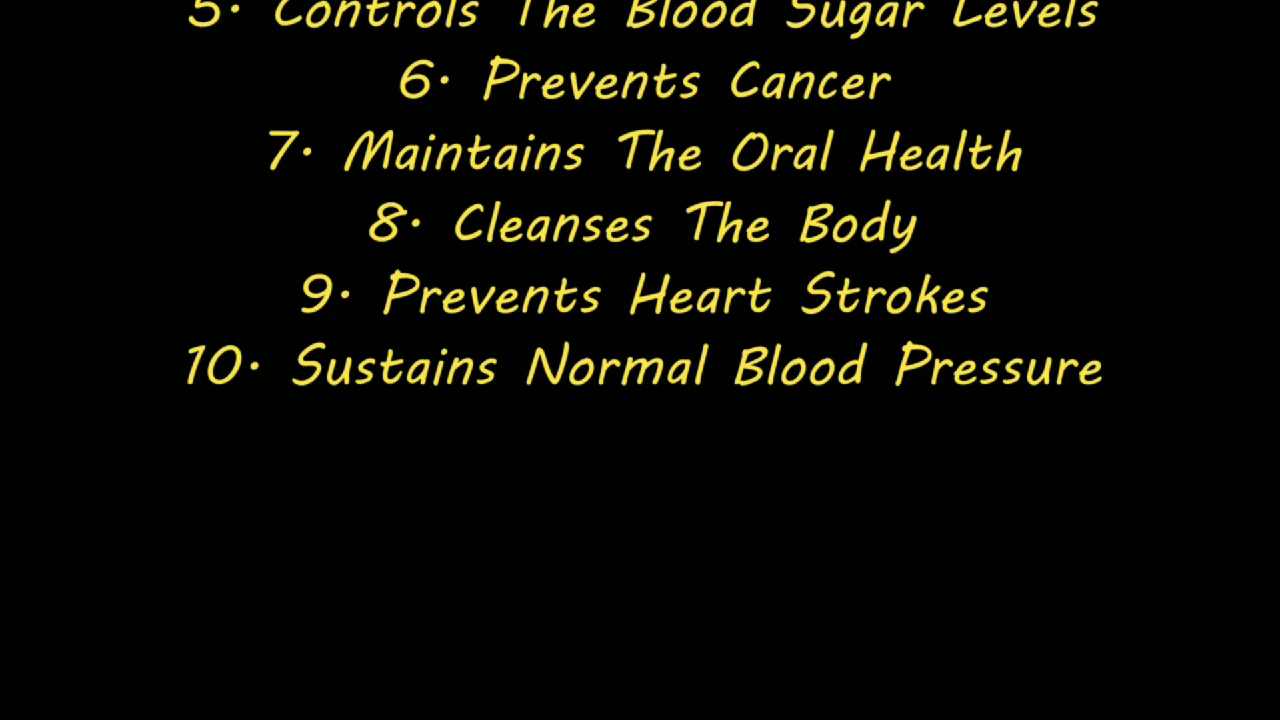 5. Controls The Blood Sugar Levels
6. Prevents Cancer
7. Maintains The Oral Health
8. Cleanses The Body
9. Prevents Heart Strokes
10. Sustains Normal Blood Pressure